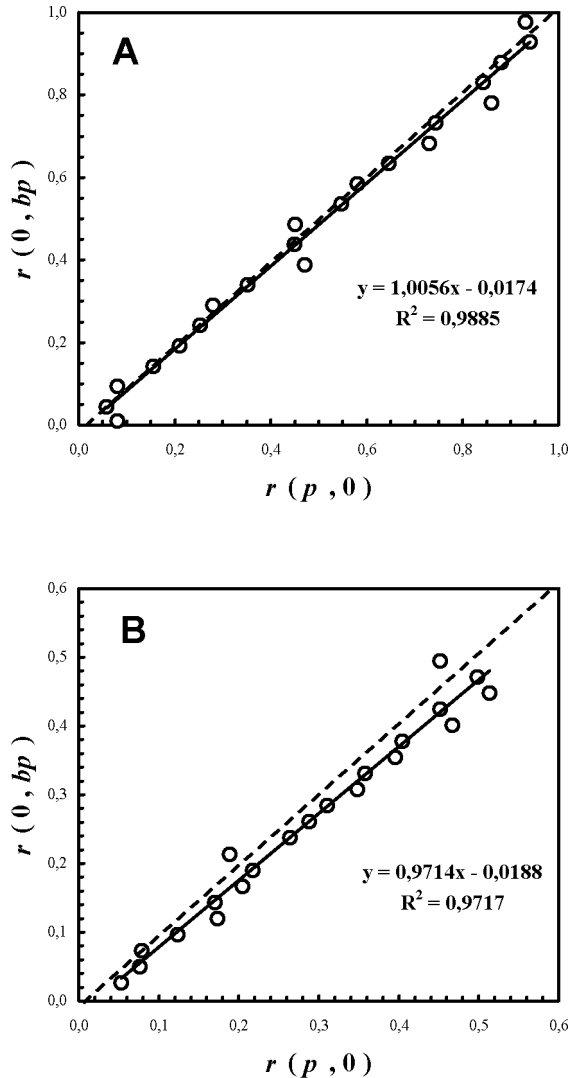 A
1,0
0,8
0,6
0,4
0,2
0,0
r ( 0 , bp )
y = 1,0056x - 0,0174
R² = 0,9885
0,0 0,2 0,4 0,6 0,8 1,0
r ( p , 0 )
B
0,6
0,5
0,4
0,3
0,2
0,1
0,0
r ( 0 , bp )
y = 0,9714x - 0,0188
R² = 0,9717
0,0 0,1 0,2 0,3 0,4 0,5 0,6
r ( p , 0 )